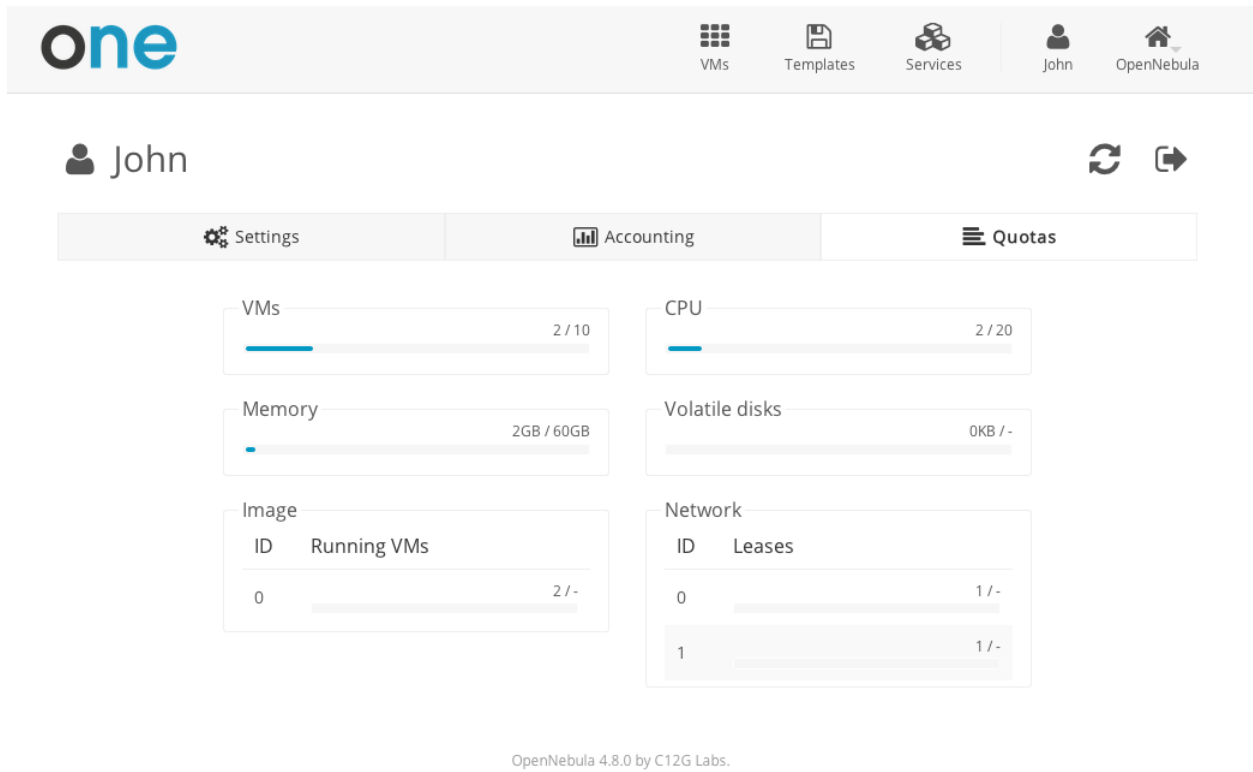 one
VMs
Templates
Services
John
OpenNebula
John
Settings
Accounting
Quotas
VMs
2 / 10
CPU
2 / 20
Memory
2GB / 60GB
Volatile disks
0KB / -
Image
ID Running VMs
0 2 / -
Network
ID Leases
0 1 / -
1 1 / -
OpenNebula 4.8.0 by C12G Labs.